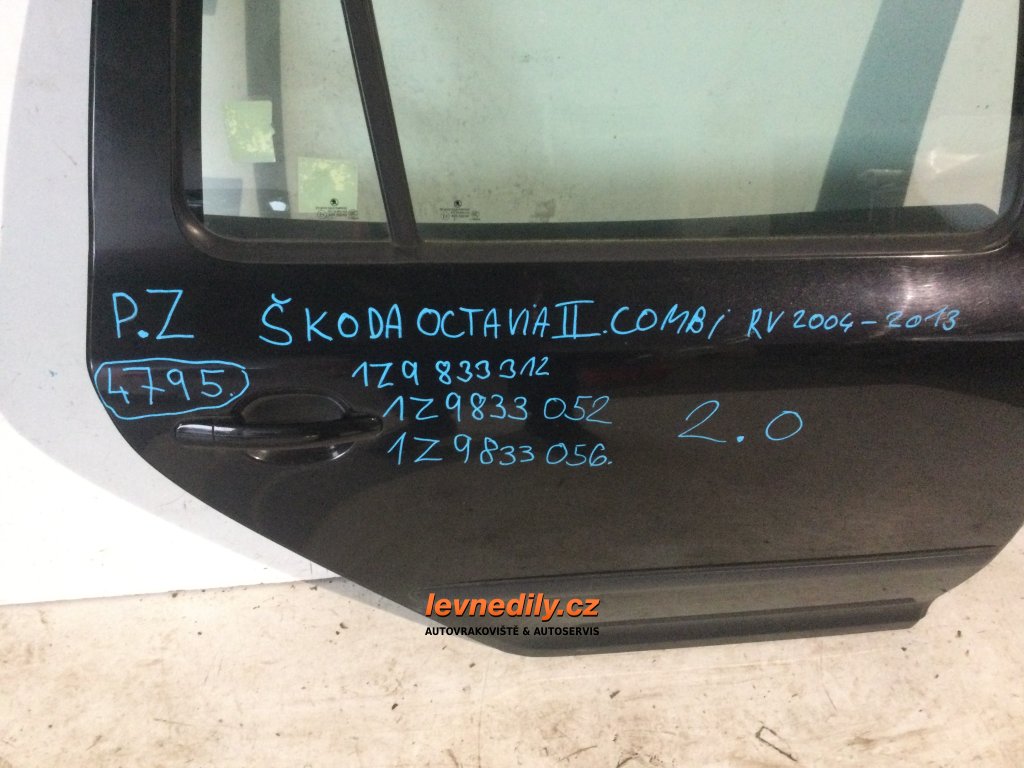 P.Z ŠKODA OCTAVIA II. COMBI RV 2004-2013
4795. 1Z9 833 312
1Z9833 052 2.0
1Z9833 056.
levnedily.cz
AUTOVRAKOVIŠTĚ & AUTOSERVIS